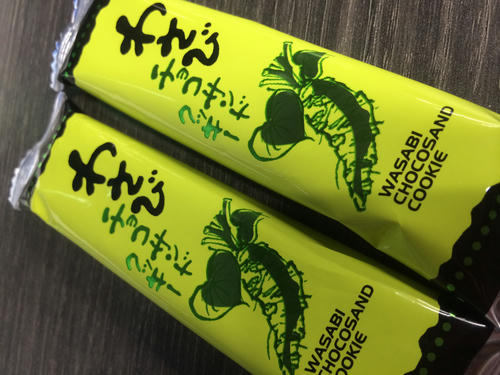 わさび
チョコサンド
クッキー
WASABI
CHOCOSAND
COOKIE
わさび
チョコサンド
クッキー
WASABI
CHOCOSAND
COOKIE